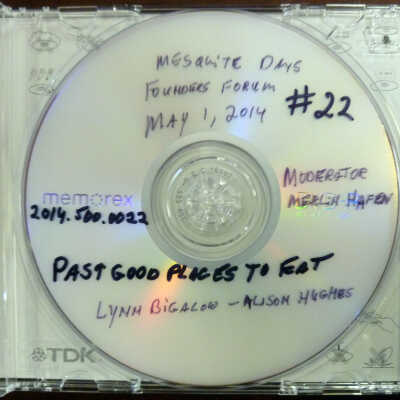 MESQUITE DAYS
FOUNDERS FORUM
MAY 1, 2014
#22
memorex
2014.500.0022
MODERATOR
MERLIN HAFEN
PAST GOOD PLACES TO EAT
LYNN BIGALOW - ALISON HUGHES
TDK